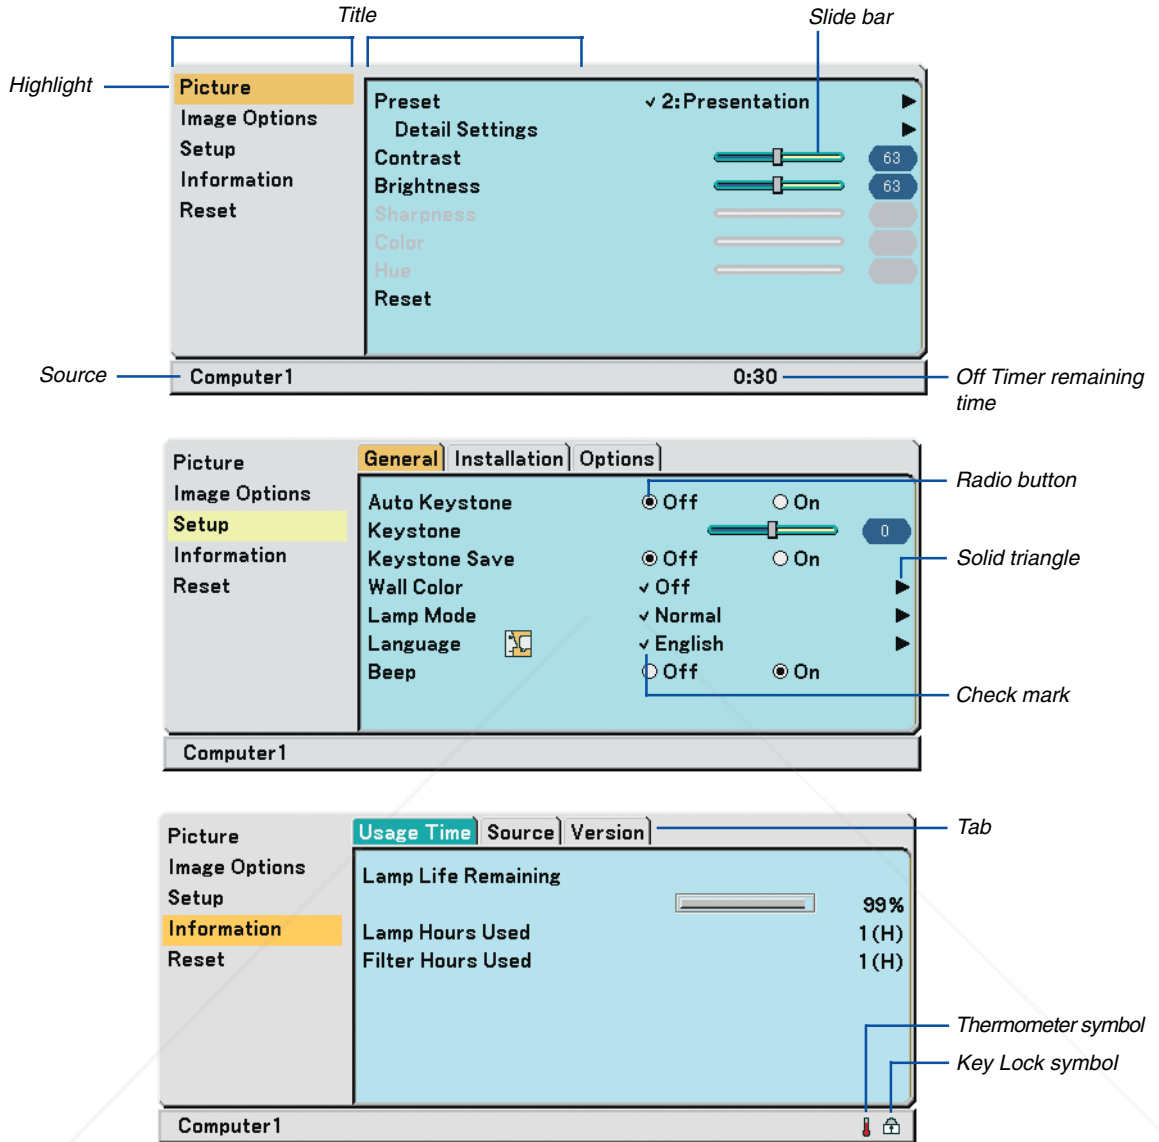 Title
Slide bar
Highlight
Picture
Image Options
Setup
Information
Reset
Preset ✓ 2:Presentation ▶
Detail Settings ▶
Contrast 63
Brightness 63
Sharpness
Color
Hue
Reset
Source
Computer1 0:30
Off Timer remaining
time
Picture
Image Options
Setup
Information
Reset
General Installation Options
Auto Keystone Off On
Keystone 0
Keystone Save Off On
Wall Color ✓ Off ▶
Lamp Mode ✓ Normal ▶
Language ✓ English ▶
Beep Off On
Radio button
Solid triangle
Check mark
Computer1
Picture
Image Options
Setup
Information
Reset
Usage Time Source Version
Tab
Lamp Life Remaining
99%
Lamp Hours Used 1(H)
Filter Hours Used 1(H)
Thermometer symbol
Key Lock symbol
Computer1